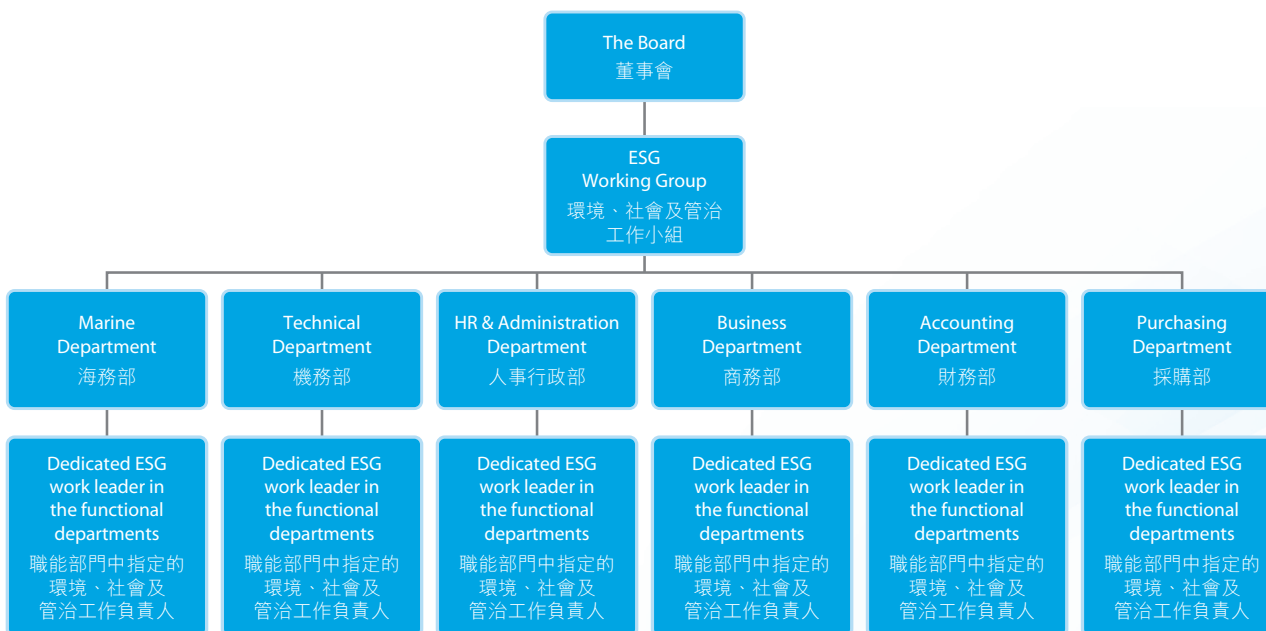 The Board
董事會
ESG
Working Group
環境、社會及管治
工作小組
Marine
Department
海務部
Technical
Department
機務部
HR & Administration
Department
人事行政部
Business
Department
商務部
Accounting
Department
財務部
Purchasing
Department
採購部
Dedicated ESG
work leader in
the functional
departments
職能部門中指定的
環境、社會及
管治工作負責人
Dedicated ESG
work leader in
the functional
departments
職能部門中指定的
環境、社會及
管治工作負責人
Dedicated ESG
work leader in
the functional
departments
職能部門中指定的
環境、社會及
管治工作負責人
Dedicated ESG
work leader in
the functional
departments
職能部門中指定的
環境、社會及
管治工作負責人
Dedicated ESG
work leader in
the functional
departments
職能部門中指定的
環境、社會及
管治工作負責人
Dedicated ESG
work leader in
the functional
departments
職能部門中指定的
環境、社會及
管治工作負責人